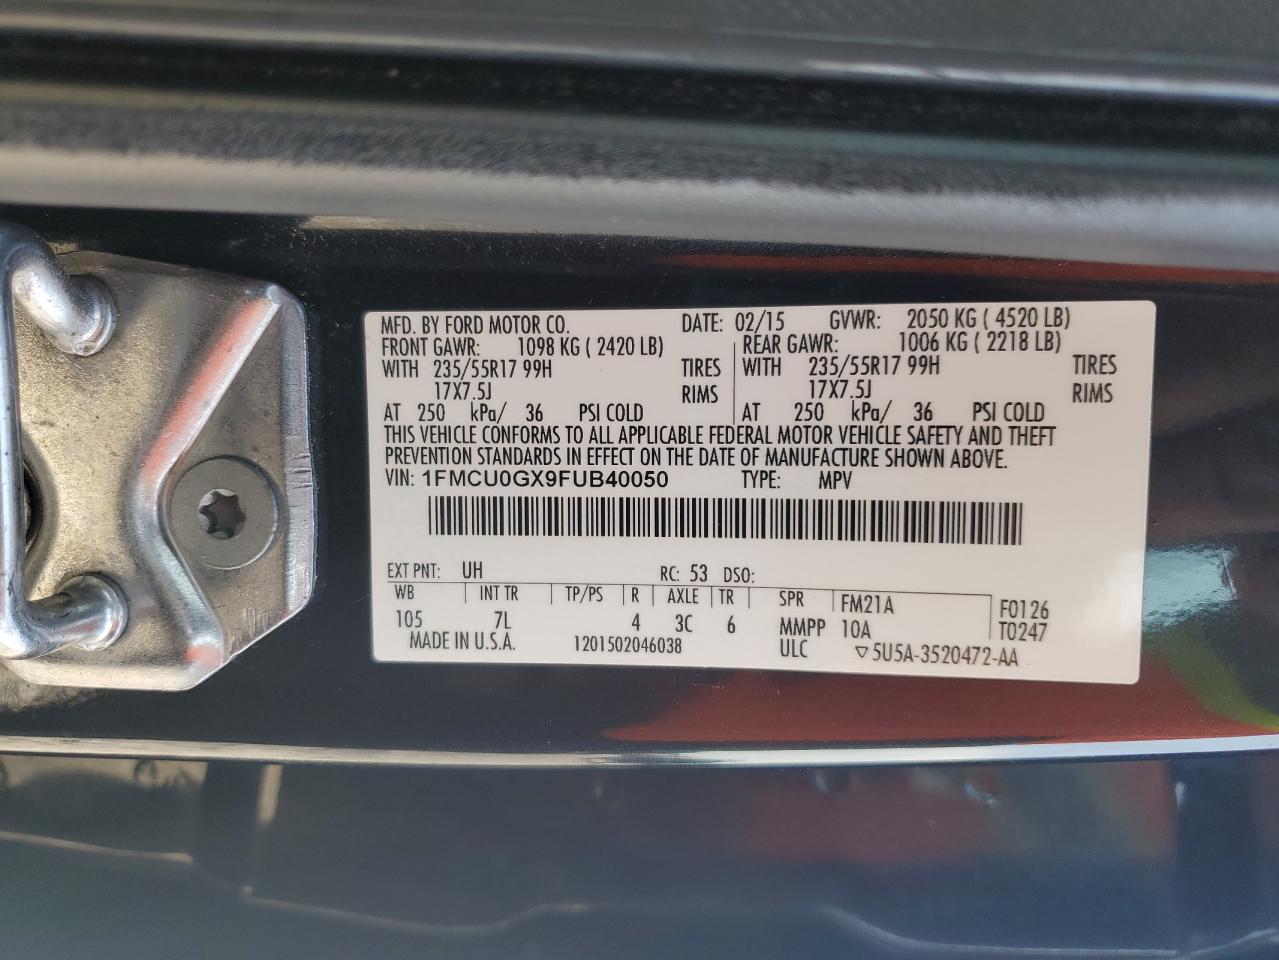 MFD. BY FORD MOTOR CO. DATE: 02/15 GVWR: 2050 KG ( 4520 LB)
FRONT GAWR: 1098 KG ( 2420 LB) REAR GAWR: 1006 KG ( 2218 LB)
WITH 235/55R17 99H TIRES WITH 235/55R17 99H TIRES
17X7.5J RIMS 17X7.5J RIMS
AT 250 kPa/ 36 PSI COLD AT 250 kPa/ 36 PSI COLD
THIS VEHICLE CONFORMS TO ALL APPLICABLE FEDERAL MOTOR VEHICLE SAFETY AND THEFT
PREVENTION STANDARDS IN EFFECT ON THE DATE OF MANUFACTURE SHOWN ABOVE.
VIN: 1FMCU0GX9FUB40050 TYPE: MPV
EXT PNT: UH RC: 53 DSO:
WB INT TR TP/PS R AXLE TR SPR FM21A F0126
105 7L 4 3C 6 MMPP 10A T0247
MADE IN U.S.A. 1201502046038 ULC ▽5U5A-3520472-AA